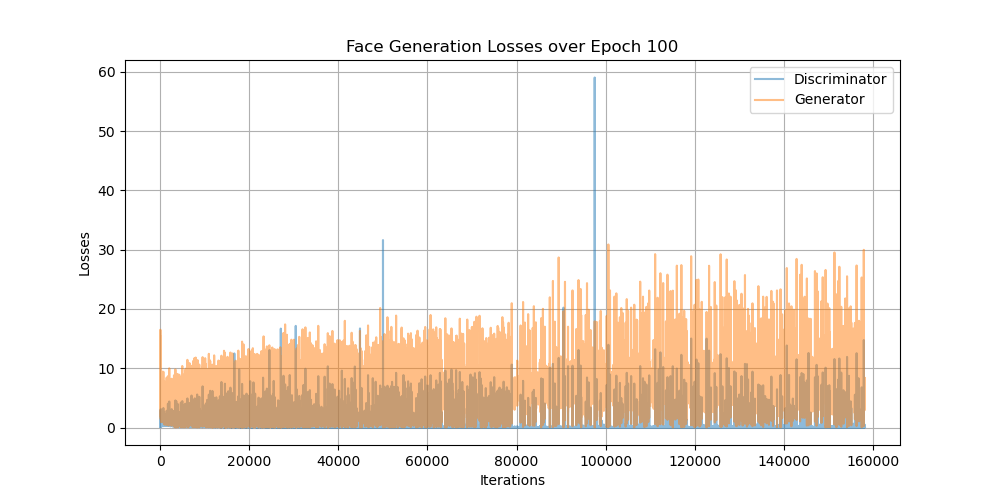 Face Generation Losses over Epoch 100
Discriminator
Generator
60
50
40
30
20
10
0
Losses
0 20000 40000 60000 80000 100000 120000 140000 160000
Iterations